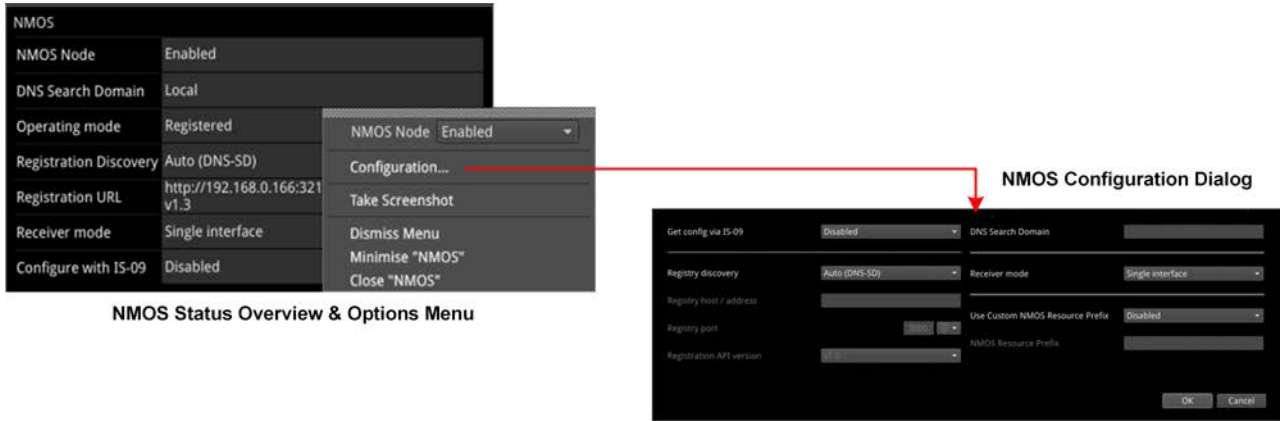 NMOS
NMOS Node Enabled
DNS Search Domain Local
Operating mode Registered
Registration Discovery Auto (DNS-SD)
Registration URL http://192.168.0.166:321
v1.3
Receiver mode Single interface
Configure with IS-09 Disabled
NMOS Node Enabled
Configuration...
Take Screenshot
Dismiss Menu
Minimise "NMOS"
Close "NMOS"
NMOS Status Overview & Options Menu
NMOS Configuration Dialog
Get config via IS-09 Disabled
DNS Search Domain
Registry discovery Auto (DNS-SD)
Receiver mode Single interface
Registry host / address
Use Custom NMOS Resource Prefix Disabled
Registry port
NMOS Resource Prefix
Registration API version
OK Cancel